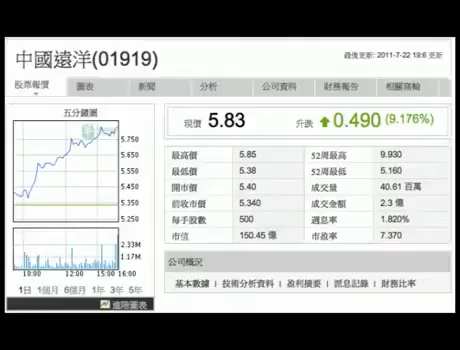 中國遠洋(01919)
最後更新: 2011-7-22 19:6 更新
股票報價 圖表 新聞 分析 公司資料 財務報告 相關窩輪
五分鐘圖
現價 5.83 升跌 0.490 (9.176%)
5.750
5.650
5.550
5.450
5.350
5.250
2.33M
1.17M
10:00 12:00 15:00 16:00
1日 1個月 6個月 1年 3年 5年
進階圖表
最高價 5.85 52周最高 9.930
最低價 5.38 52周最低 5.160
開市價 5.40 成交量 40.61 百萬
前收市價 5.340 成交金額 2.3 億
每手股數 500 週息率 1.820%
市值 150.45 億 市盈率 7.370
公司概況
基本數據 | 技術分析資料 | 盈利摘要 | 派息記錄 | 財務比率